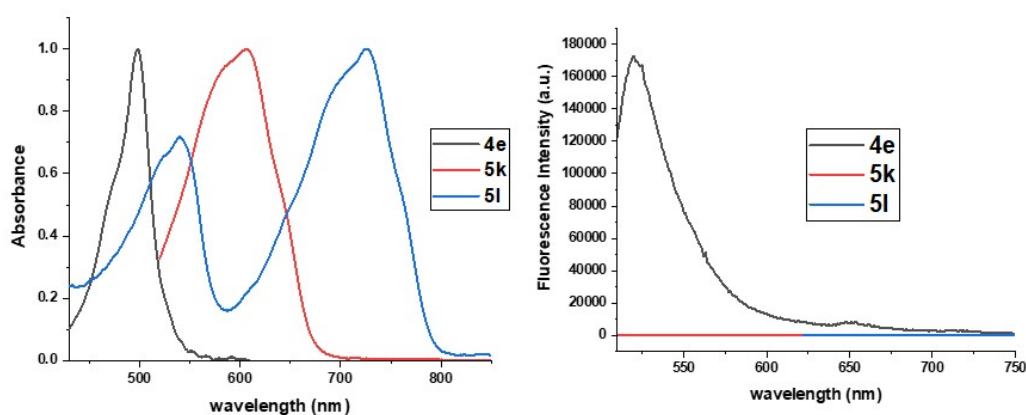 1.0
0.8
0.6
0.4
0.2
0.0
Absorbance
500
600
700
800
wavelength (nm)
4e
5k
5l
180000
160000
140000
120000
100000
80000
60000
40000
20000
0
Fluorescence Intensity (a.u.)
550
600
650
700
750
wavelength (nm)
4e
5k
5l